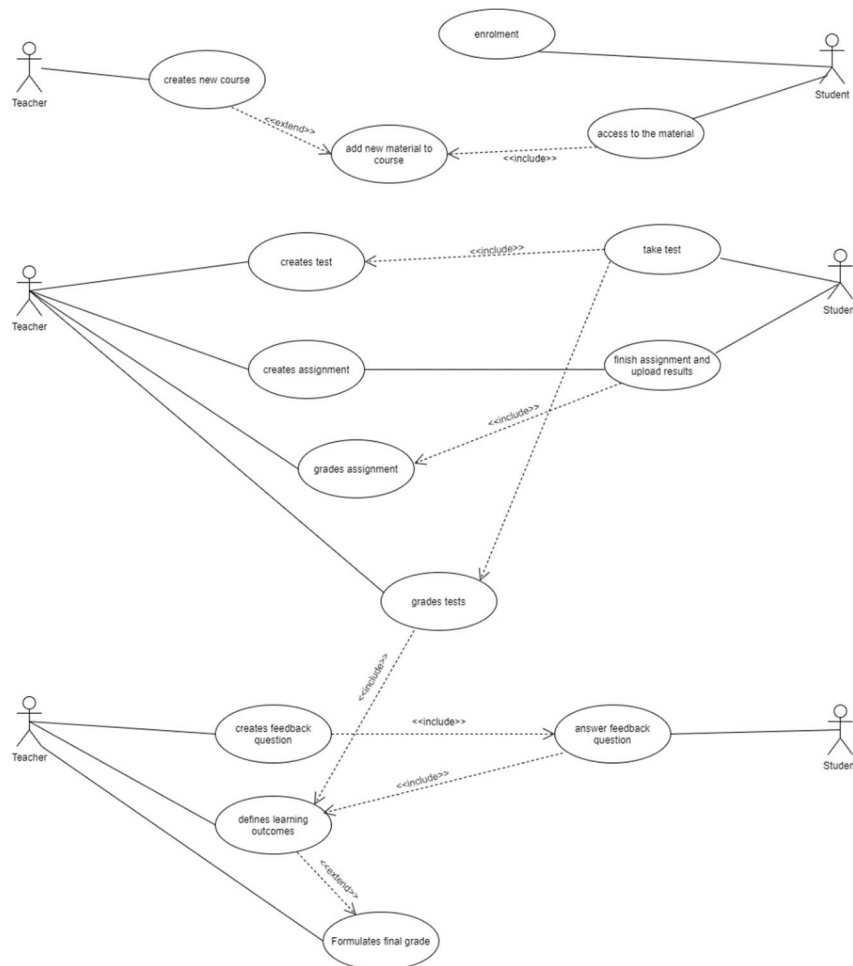 enrolment
Teacher
creates new course
Student
<<extend>>
add new material to
course
access to the material
<<include>>
creates test
<<include>>
take test
Teacher
Student
creates assignment
finish assignment and
upload results
<<include>>
grades assignment
grades tests
<<include>>
creates feedback
question
<<include>>
answer feedback
question
Teacher
Student
<<include>>
defines learning
outcomes
<<extend>>
Formulates final grade